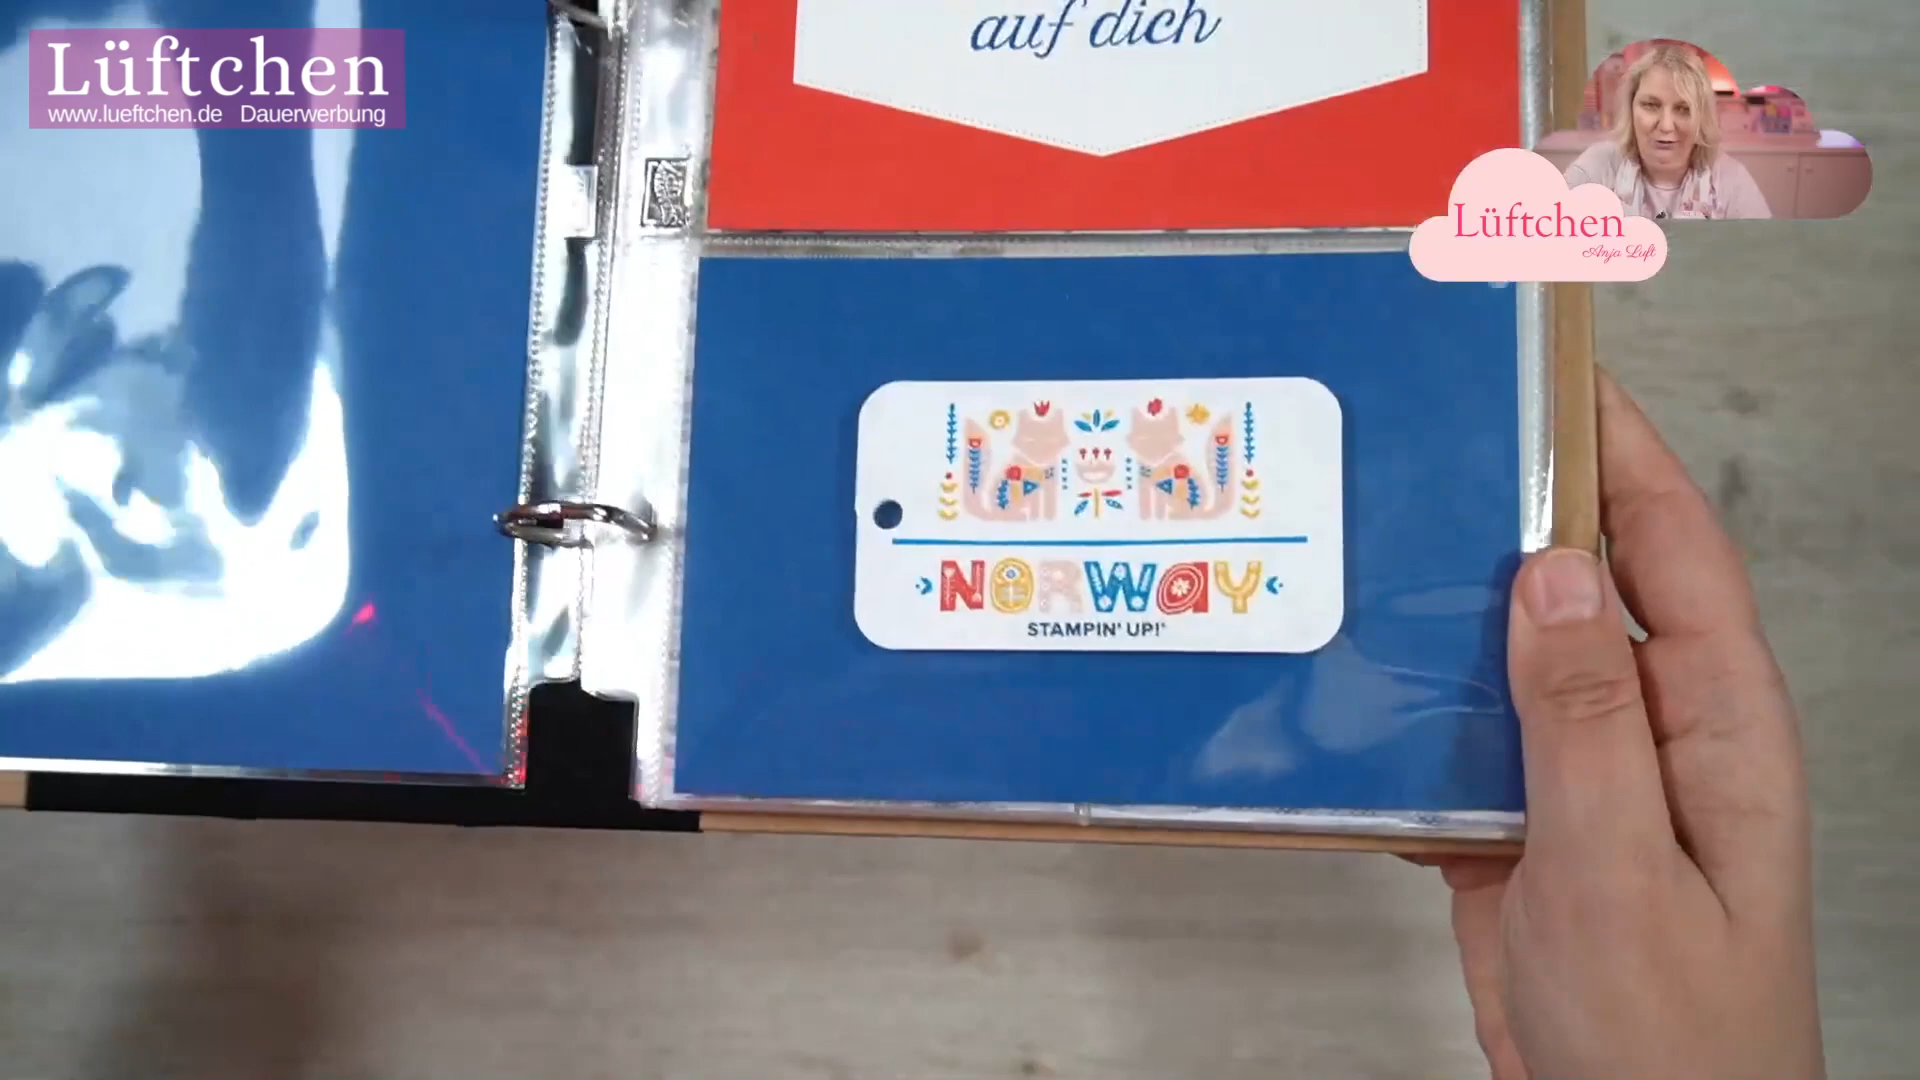 Lüftchen
www.lueftchen.de Dauerwerbung
auf dich
Lüftchen
Anja Luft
NORWAY
STAMPIN' UP!®